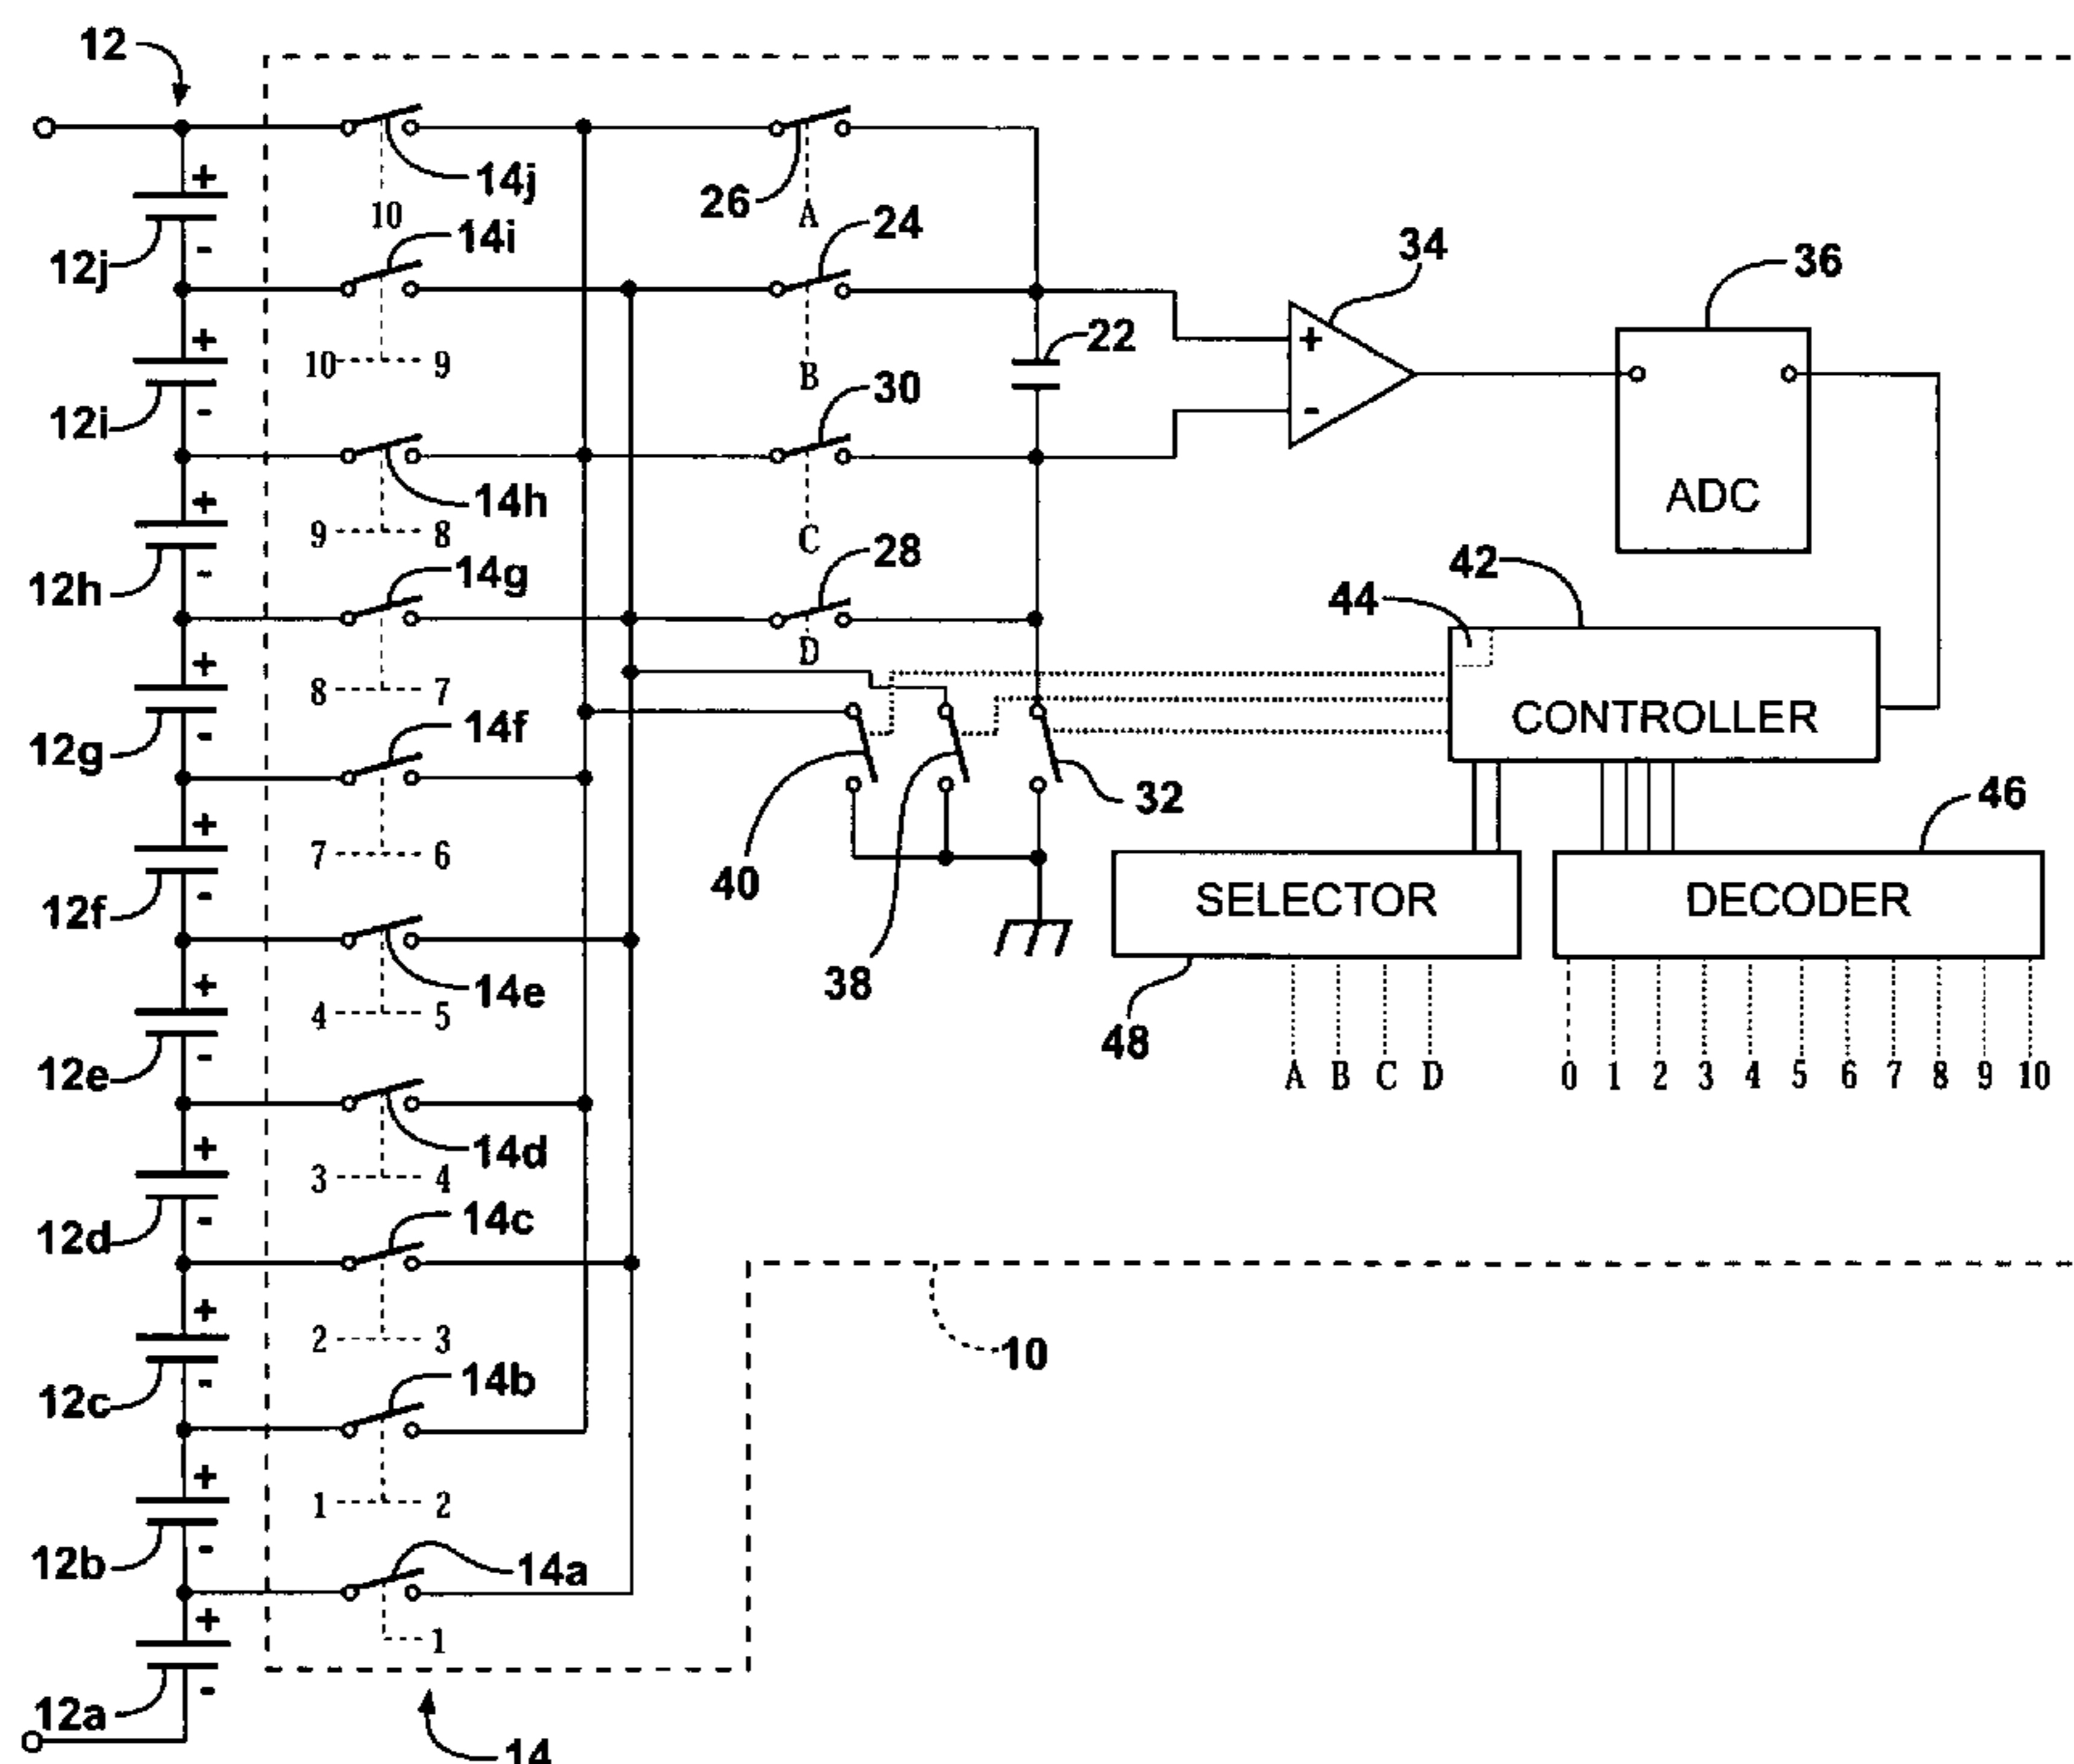 12
+
14j
26
A
10
12j
-
14i
24
34
36
+
10 9
B
22
+
12i
-
30
-
14h
ADC
+
9 8
C
28
42
12h
-
14g
44
+
D
8 7
CONTROLLER
12g
-
14f
40
38
32
46
+
7 6
SELECTOR
DECODER
12f
-
14e
48
+
4 5
A B C D
0 1 2 3 4 5 6 7 8 9 10
12e
-
14d
+
3 4
12d
-
14c
+
2 3
10
12c
-
14b
+
1 2
12b
-
14a
+
1
12a
-
14